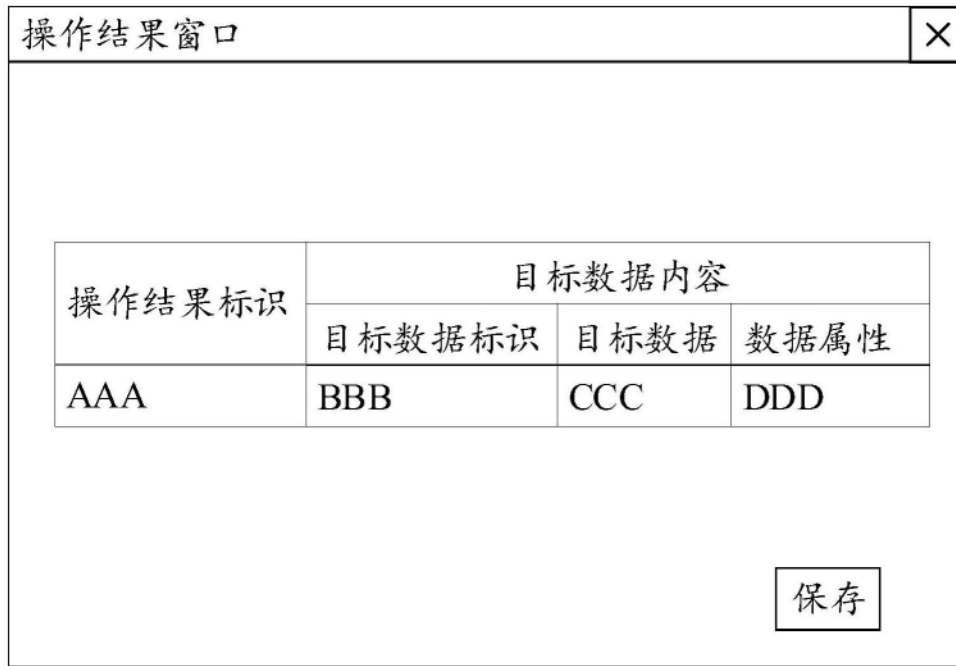 操作结果窗口 ×
目标数据内容
操作结果标识
目标数据标识 目标数据 数据属性
AAA BBB CCC DDD
保存